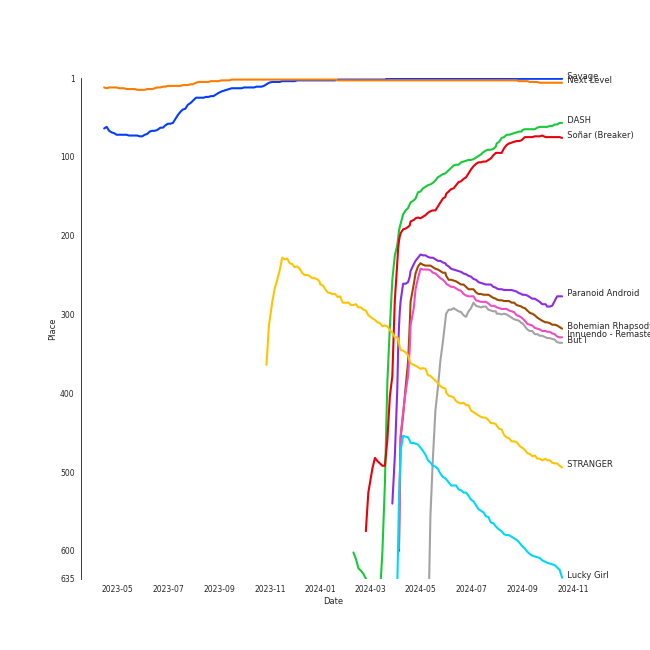 1
100
200
300
400
500
600
635
Place
Savage
Next Level
DASH
Soñar (Breaker)
Paranoid Android
Bohemian Rhapsody
Innuendo - Remaste
But I
STRANGER
Lucky Girl
2023-05
2023-07
2023-09
2023-11
2024-01
2024-03
2024-05
2024-07
2024-09
2024-11
Date